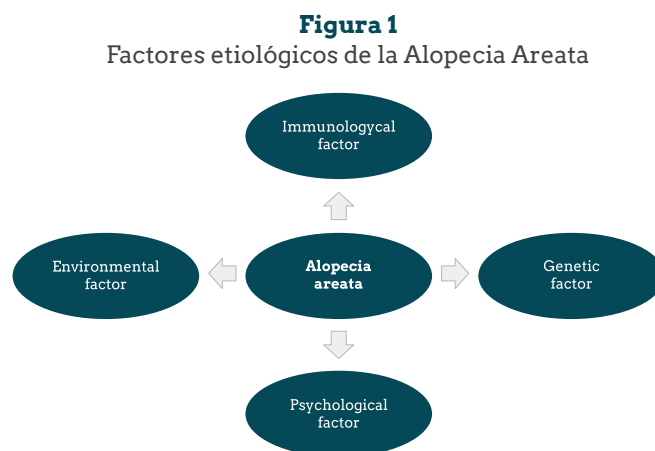 Figura 1
Factores etiológicos de la Alopecia Areata
Immunologycal
factor
Environmental
factor
Alopecia
areata
Genetic
factor
Psychological
factor